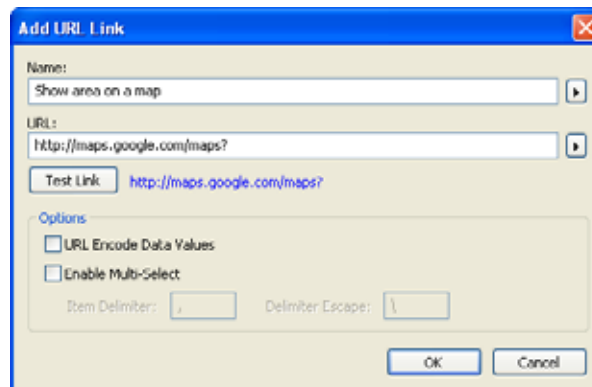 Add URL Link
Name:
Show area on a map
URL:
http://maps.google.com/maps?
Test Link http://maps.google.com/maps?
Options
URL Encode Data Values
Enable Multi-Select
Item Delimiter: , Delimiter Escape: \
OK Cancel